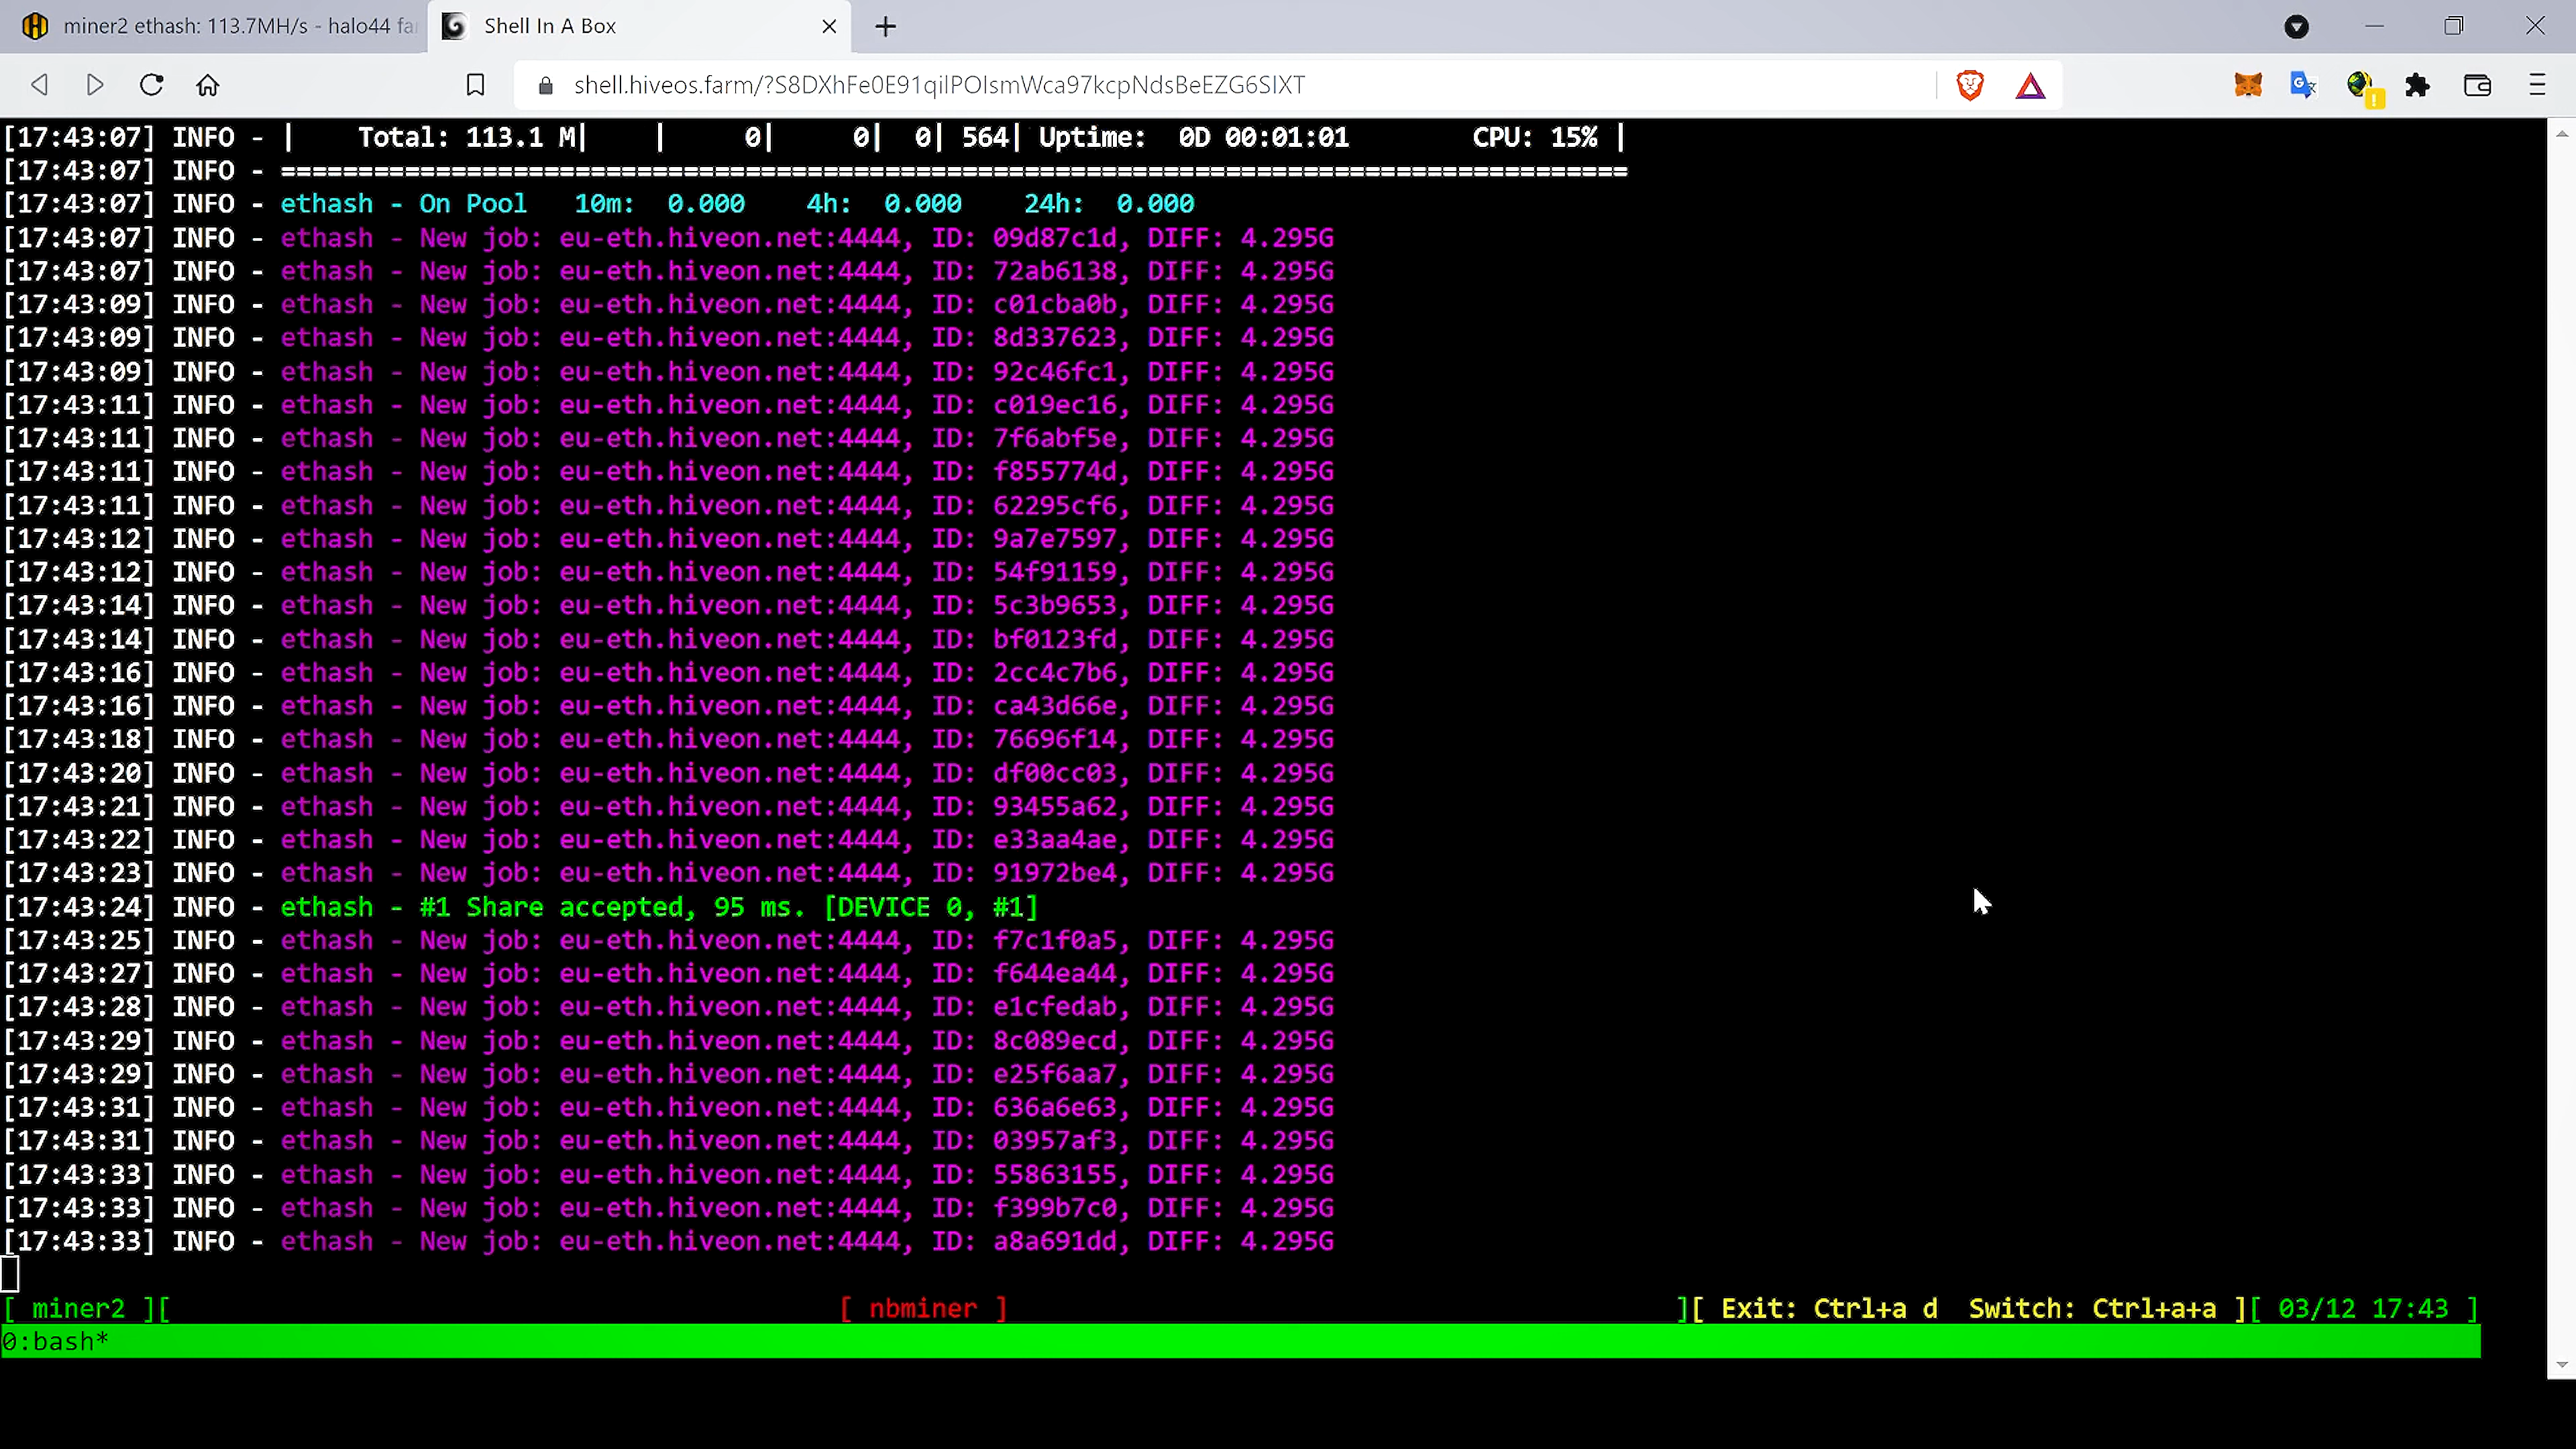 miner2 ethash: 113.7MH/s - halo44 fa
Shell In A Box
shell.hiveos.farm/?S8DXhFe0E91qilPOIsmWca97kcpNdsBeEZG6SIXT
[17:43:07] INFO - |    Total: 113.1 M|    |     0|     0|  0| 564| Uptime:  0D 00:01:01        CPU: 15% |
[17:43:07] INFO - =======================================================================================
[17:43:07] INFO - ethash - On Pool   10m:  0.000    4h:  0.000    24h:  0.000
[17:43:07] INFO - ethash - New job: eu-eth.hiveon.net:4444, ID: 09d87c1d, DIFF: 4.295G
[17:43:07] INFO - ethash - New job: eu-eth.hiveon.net:4444, ID: 72ab6138, DIFF: 4.295G
[17:43:09] INFO - ethash - New job: eu-eth.hiveon.net:4444, ID: c01cba0b, DIFF: 4.295G
[17:43:09] INFO - ethash - New job: eu-eth.hiveon.net:4444, ID: 8d337623, DIFF: 4.295G
[17:43:09] INFO - ethash - New job: eu-eth.hiveon.net:4444, ID: 92c46fc1, DIFF: 4.295G
[17:43:11] INFO - ethash - New job: eu-eth.hiveon.net:4444, ID: c019ec16, DIFF: 4.295G
[17:43:11] INFO - ethash - New job: eu-eth.hiveon.net:4444, ID: 7f6abf5e, DIFF: 4.295G
[17:43:11] INFO - ethash - New job: eu-eth.hiveon.net:4444, ID: f855774d, DIFF: 4.295G
[17:43:11] INFO - ethash - New job: eu-eth.hiveon.net:4444, ID: 62295cf6, DIFF: 4.295G
[17:43:12] INFO - ethash - New job: eu-eth.hiveon.net:4444, ID: 9a7e7597, DIFF: 4.295G
[17:43:12] INFO - ethash - New job: eu-eth.hiveon.net:4444, ID: 54f91159, DIFF: 4.295G
[17:43:14] INFO - ethash - New job: eu-eth.hiveon.net:4444, ID: 5c3b9653, DIFF: 4.295G
[17:43:14] INFO - ethash - New job: eu-eth.hiveon.net:4444, ID: bf0123fd, DIFF: 4.295G
[17:43:16] INFO - ethash - New job: eu-eth.hiveon.net:4444, ID: 2cc4c7b6, DIFF: 4.295G
[17:43:16] INFO - ethash - New job: eu-eth.hiveon.net:4444, ID: ca43d66e, DIFF: 4.295G
[17:43:18] INFO - ethash - New job: eu-eth.hiveon.net:4444, ID: 76696f14, DIFF: 4.295G
[17:43:20] INFO - ethash - New job: eu-eth.hiveon.net:4444, ID: df00cc03, DIFF: 4.295G
[17:43:21] INFO - ethash - New job: eu-eth.hiveon.net:4444, ID: 93455a62, DIFF: 4.295G
[17:43:22] INFO - ethash - New job: eu-eth.hiveon.net:4444, ID: e33aa4ae, DIFF: 4.295G
[17:43:23] INFO - ethash - New job: eu-eth.hiveon.net:4444, ID: 91972be4, DIFF: 4.295G
[17:43:24] INFO - ethash - #1 Share accepted, 95 ms. [DEVICE 0, #1]
[17:43:25] INFO - ethash - New job: eu-eth.hiveon.net:4444, ID: f7c1f0a5, DIFF: 4.295G
[17:43:27] INFO - ethash - New job: eu-eth.hiveon.net:4444, ID: f644ea44, DIFF: 4.295G
[17:43:28] INFO - ethash - New job: eu-eth.hiveon.net:4444, ID: e1cfedab, DIFF: 4.295G
[17:43:29] INFO - ethash - New job: eu-eth.hiveon.net:4444, ID: 8c089ecd, DIFF: 4.295G
[17:43:29] INFO - ethash - New job: eu-eth.hiveon.net:4444, ID: e25f6aa7, DIFF: 4.295G
[17:43:31] INFO - ethash - New job: eu-eth.hiveon.net:4444, ID: 636a6e63, DIFF: 4.295G
[17:43:31] INFO - ethash - New job: eu-eth.hiveon.net:4444, ID: 03957af3, DIFF: 4.295G
[17:43:33] INFO - ethash - New job: eu-eth.hiveon.net:4444, ID: 55863155, DIFF: 4.295G
[17:43:33] INFO - ethash - New job: eu-eth.hiveon.net:4444, ID: f399b7c0, DIFF: 4.295G
[17:43:33] INFO - ethash - New job: eu-eth.hiveon.net:4444, ID: a8a691dd, DIFF: 4.295G
[ miner2 ][ [ nbminer ] ][ Exit: Ctrl+a d  Switch: Ctrl+a+a ][ 03/12 17:43 ]
0:bash*